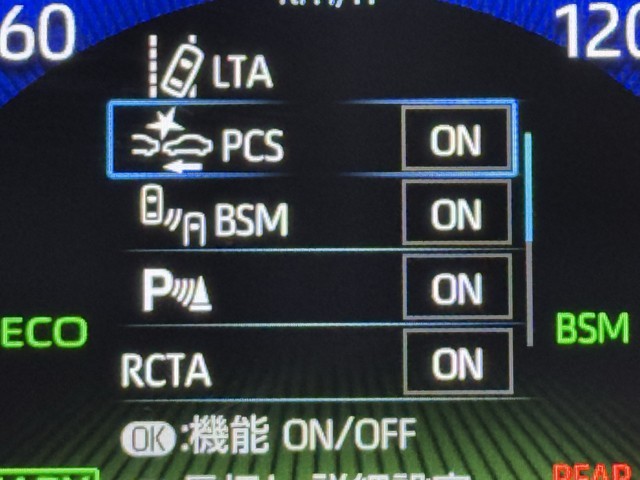 60
120
LTA
PCS ON
BSM ON
P ON
ECO
BSM
RCTA ON
OK:機能 ON/OFF